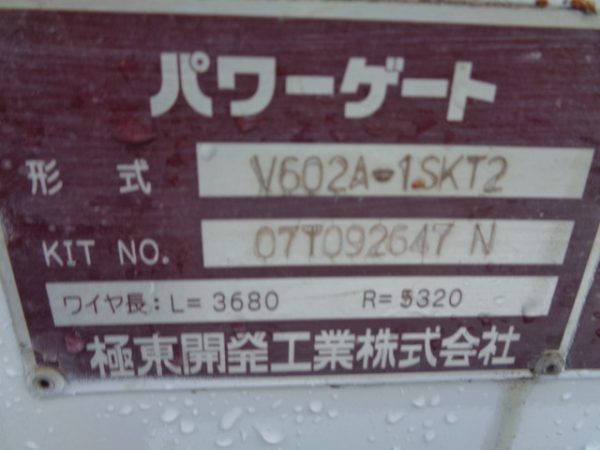 パワーゲート
形式 V602A-1SKT2
KIT NO. 07T092647 N
ワイヤ長:L=3680 R=5320
極東開発工業株式会社